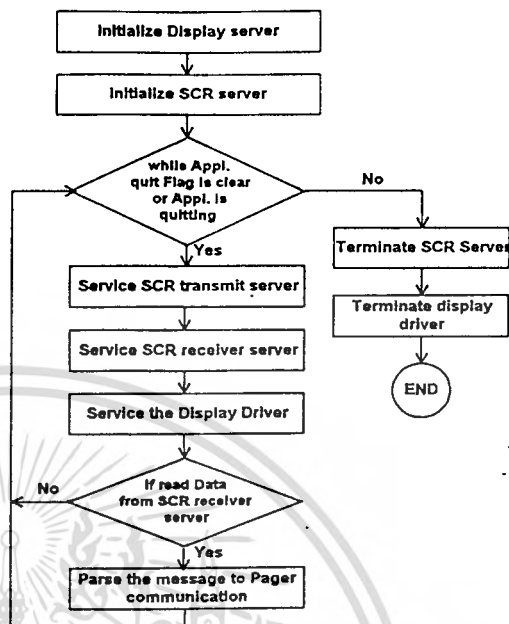 Initialize Display server
Initialize SCR server
while Appl.
quit Flag is clear
or Appl. is
quitting
No
Yes
Terminate SCR Server
Service SCR transmit server
Terminate display
driver
Service SCR receiver server
END
Service the Display Driver
If read Data
from SCR receiver
server
No
Yes
Parse the message to Pager
communication